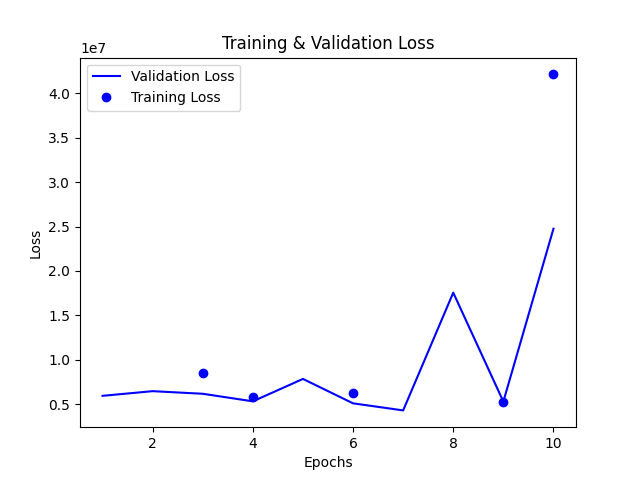 Training & Validation Loss
1e7
Validation Loss
Training Loss
4.0
3.5
3.0
2.5
2.0
1.5
1.0
0.5
Loss
2 4 6 8 10
Epochs